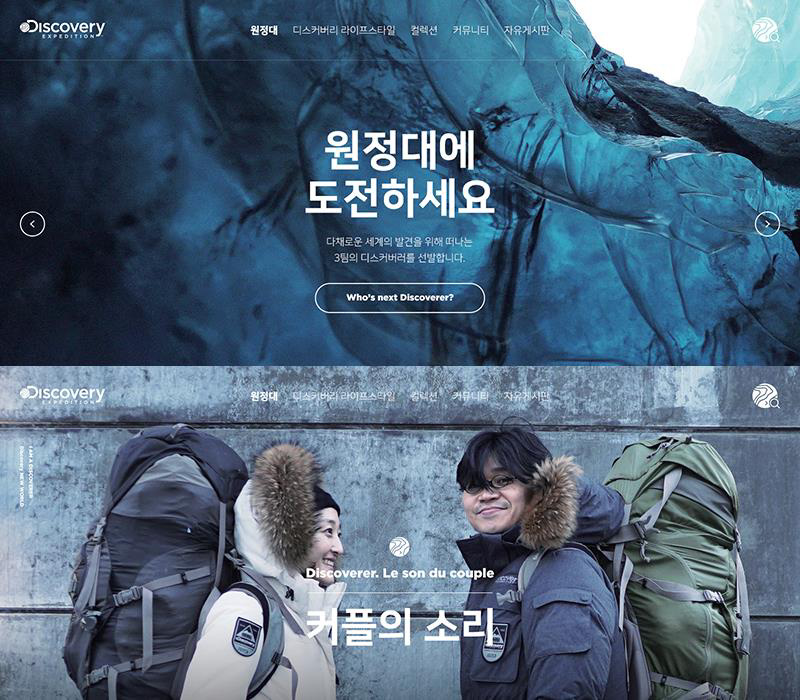 Discovery
EXPEDITION
원정대 디스커버리 라이프스타일 컬렉션 커뮤니티 자유게시판
원정대에
도전하세요
다채로운 세계의 발견을 위해 떠나는
3팀의 디스커버러를 선발합니다.
Who's next Discoverer?
Discovery
EXPEDITION
원정대 디스커버리 라이프스타일 컬렉션 커뮤니티 자유게시판
I AM A DISCOVERER
Discovery NEW WORLD
Discoverer. Le son du couple
커플의 소리